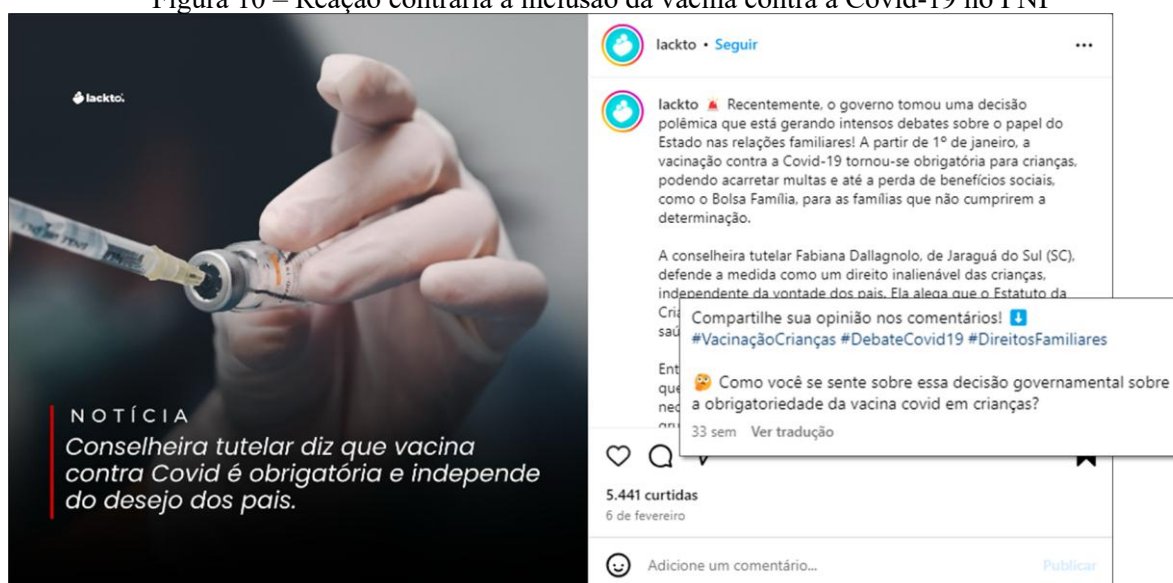 Figura 10 – Reação contrária à inclusão da vacina contra a Covid-19 no PNI
lackto.
NOTÍCIA
Conselheira tutelar diz que vacina
contra Covid é obrigatória e independe
do desejo dos pais.
lackto • Seguir
lackto 🚨 Recentemente, o governo tomou uma decisão
polêmica que está gerando intensos debates sobre o papel do
Estado nas relações familiares! A partir de 1º de janeiro, a
vacinação contra a Covid-19 tornou-se obrigatória para crianças,
podendo acarretar multas e até a perda de benefícios sociais,
como o Bolsa Família, para as famílias que não cumprirem a
determinação.
A conselheira tutelar Fabiana Dallagnolo, de Jaraguá do Sul (SC),
defende a medida como um direito inalienável das crianças,
independente da vontade dos pais. Ela alega que o Estatuto da
Compartilhe sua opinião nos comentários! ⬇️
#VacinaçãoCrianças #DebateCovid19 #DireitosFamiliares
🤔 Como você se sente sobre essa decisão governamental sobre
a obrigatoriedade da vacina covid em crianças?
33 sem Ver tradução
5.441 curtidas
6 de fevereiro
Adicione um comentário...
Publicar